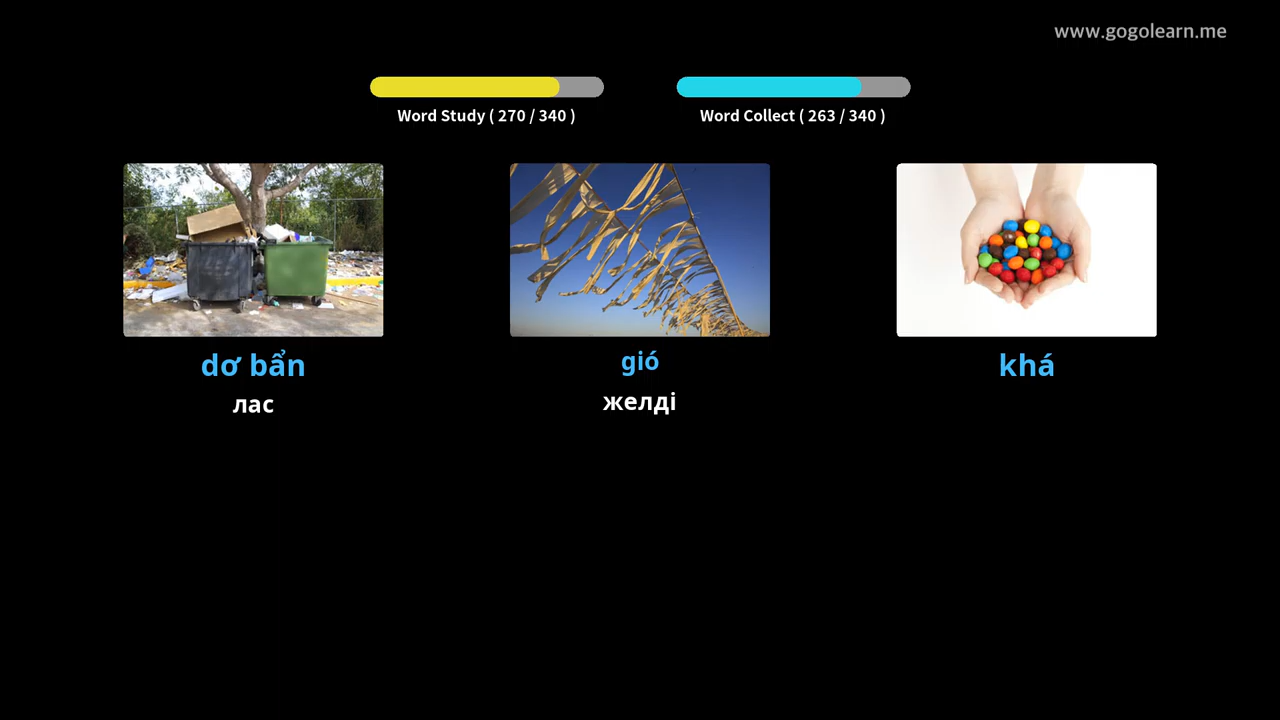 www.gogolearn.me
Word Study ( 270 / 340 )
Word Collect ( 263 / 340 )
dơ bẩn
лас
gió
желді
khá